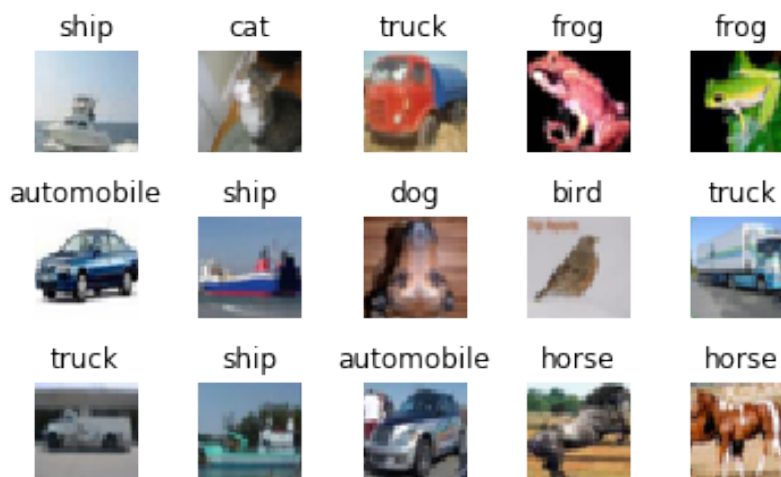 ship cat truck frog frog
automobile ship dog bird truck
truck ship automobile horse horse